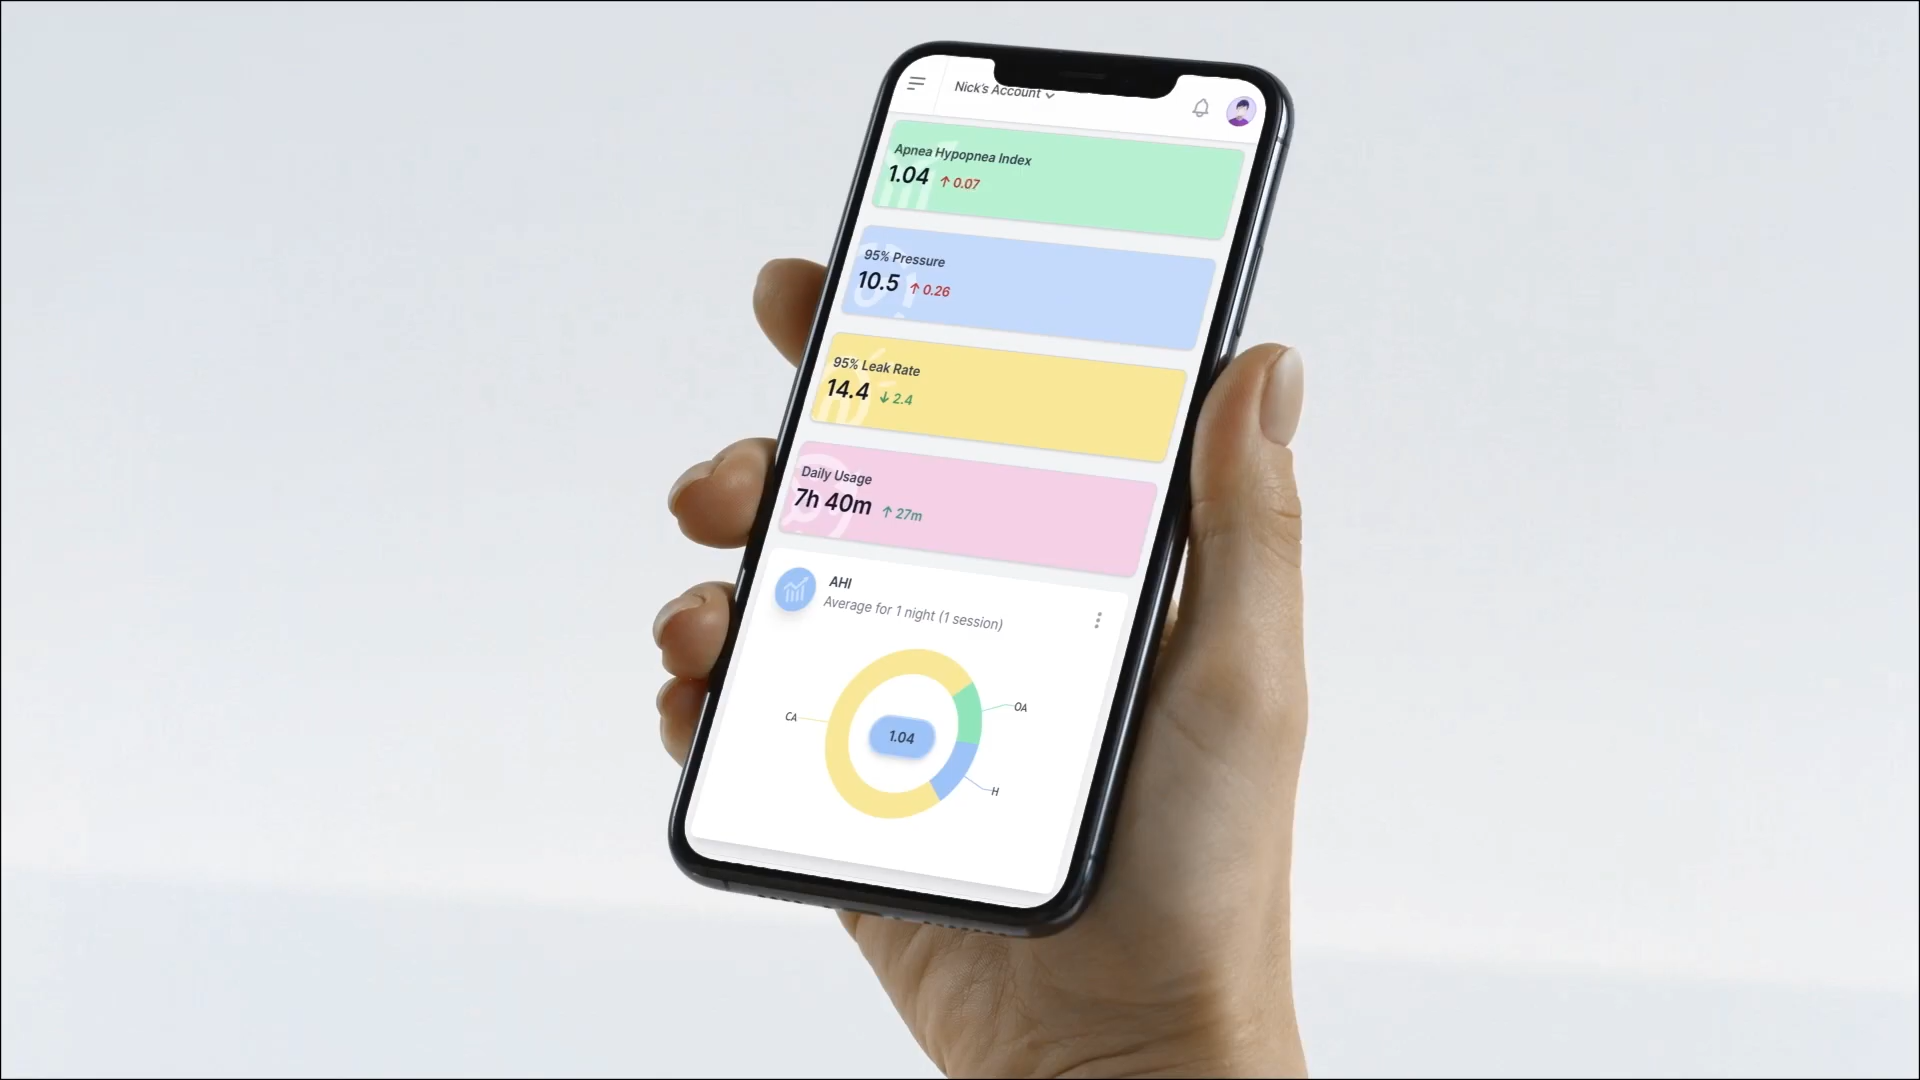 Nick's Account
Apnea Hypopnea Index
1.04 ↑ 0.07
95% Pressure
10.5 ↑ 0.26
95% Leak Rate
14.4 ↓ 2.4
Daily Usage
7h 40m ↑ 27m
AHI
Average for 1 night (1 session)
OA
CA
1.04
H